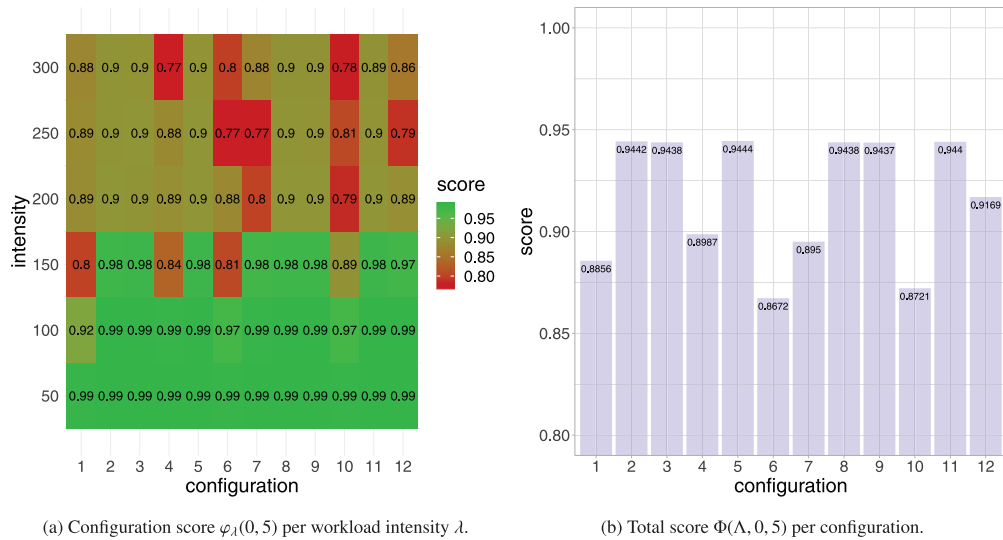 300 0.88 0.9 0.9 0.77 0.9 0.8 0.88 0.9 0.9 0.78 0.89 0.86
250 0.89 0.9 0.9 0.88 0.9 0.77 0.77 0.9 0.9 0.81 0.9 0.79
200 0.89 0.9 0.9 0.89 0.9 0.88 0.8 0.9 0.9 0.79 0.9 0.89
150 0.8 0.98 0.98 0.84 0.98 0.81 0.98 0.98 0.98 0.89 0.98 0.97
100 0.92 0.99 0.99 0.99 0.99 0.97 0.99 0.99 0.99 0.97 0.99 0.99
50 0.99 0.99 0.99 0.99 0.99 0.99 0.99 0.99 0.99 0.99 0.99 0.99
1 2 3 4 5 6 7 8 9 10 11 12
configuration
intensity
score
0.95
0.90
0.85
0.80
(a) Configuration score φλ(0, 5) per workload intensity λ.
1.00
0.95
0.90
0.85
0.80
score
0.8856 0.9442 0.9438 0.8987 0.9444 0.8672 0.895 0.9438 0.9437 0.8721 0.944 0.9169
1 2 3 4 5 6 7 8 9 10 11 12
configuration
(b) Total score Φ(Λ, 0, 5) per configuration.